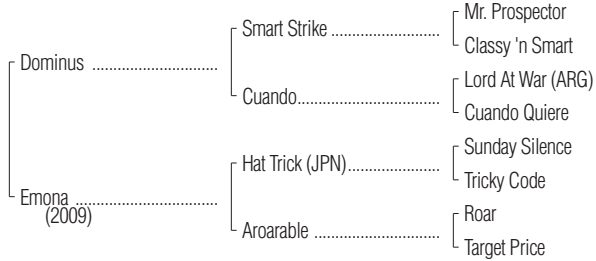 Mr. Prospector
Smart Strike ............................
Classy 'n Smart
Dominus ................................
Lord At War (ARG)
Cuando.....................................
Cuando Quiere
Sunday Silence
Hat Trick (JPN)........................
Tricky Code
Emona ....................................
(2009)
Roar
Aroarable ................................
Target Price